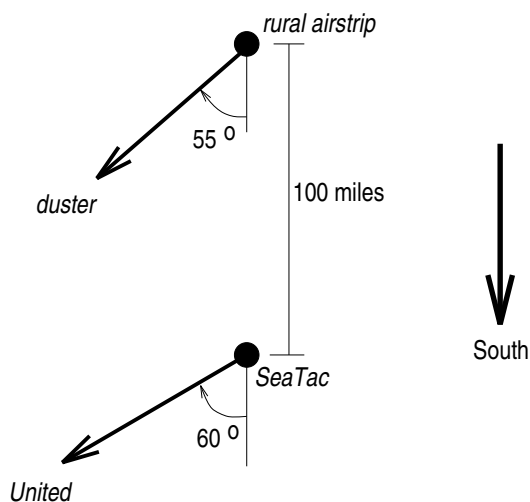 rural airstrip
55 o
duster
100 miles
South
SeaTac
60 o
United